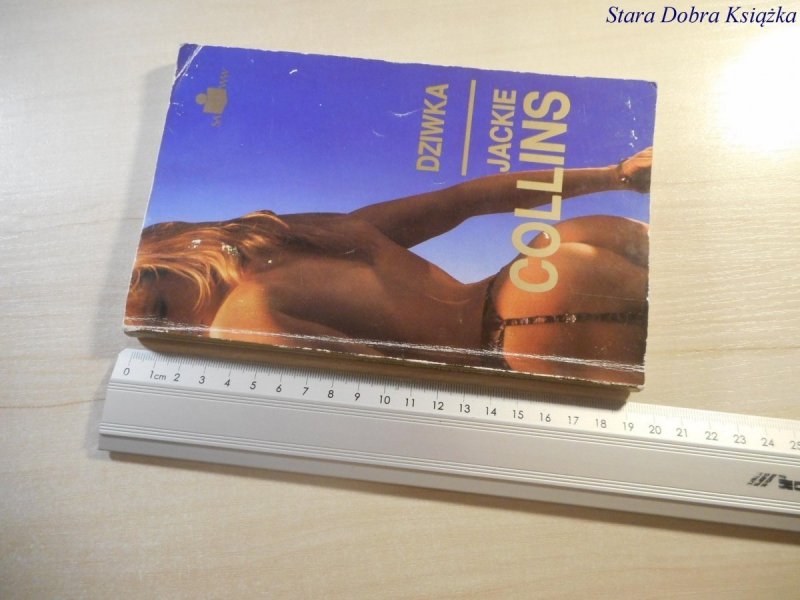 Stara Dobra Książka
DZIWKA
JACKIE
COLLINS
0 1cm 2 3 4 5 6 7 8 9 10 11 12 13 14 15 16 17 18 19 20 21 22 23 24 25